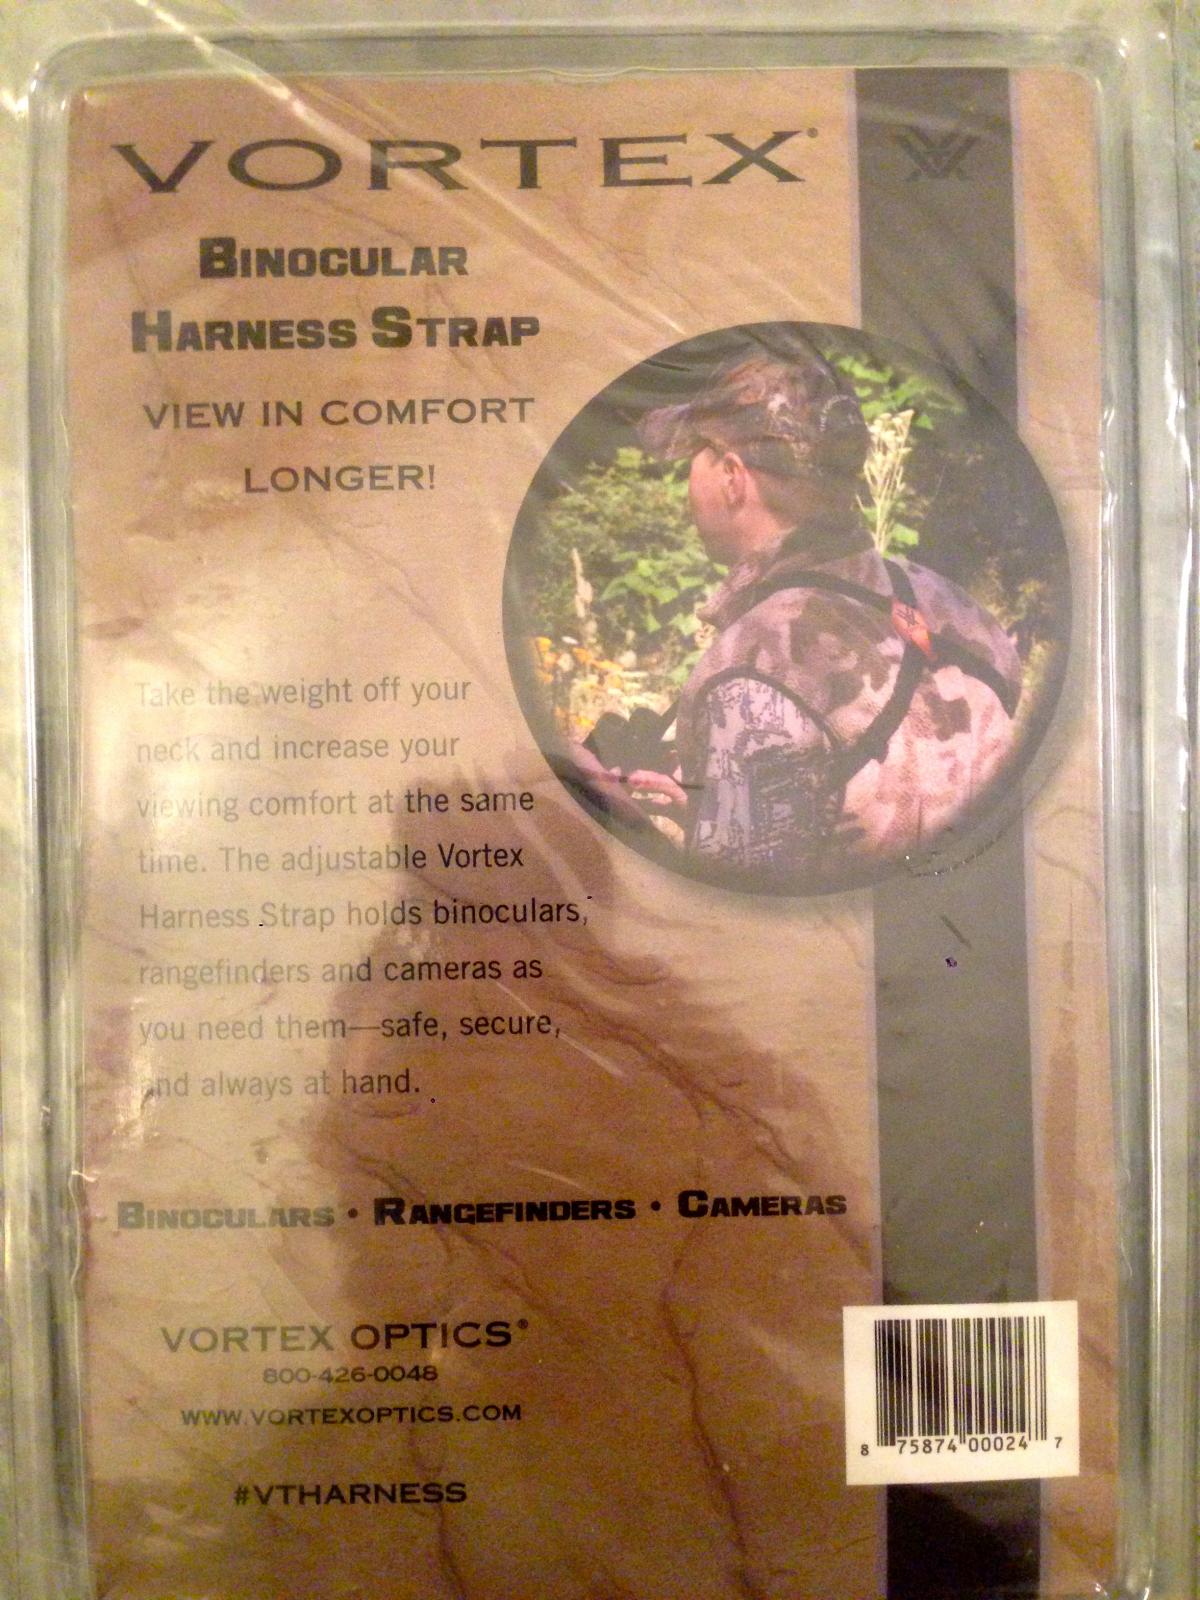 VORTEX®
BINOCULAR
HARNESS STRAP
VIEW IN COMFORT
LONGER!
Take the weight off your
neck and increase your
viewing comfort at the same
time. The adjustable Vortex
Harness Strap holds binoculars,
rangefinders and cameras as
you need them—safe, secure,
and always at hand.
BINOCULARS • RANGEFINDERS • CAMERAS
VORTEX OPTICS®
800-426-0048
WWW.VORTEXOPTICS.COM
#VTHARNESS
8 75874 00024 7